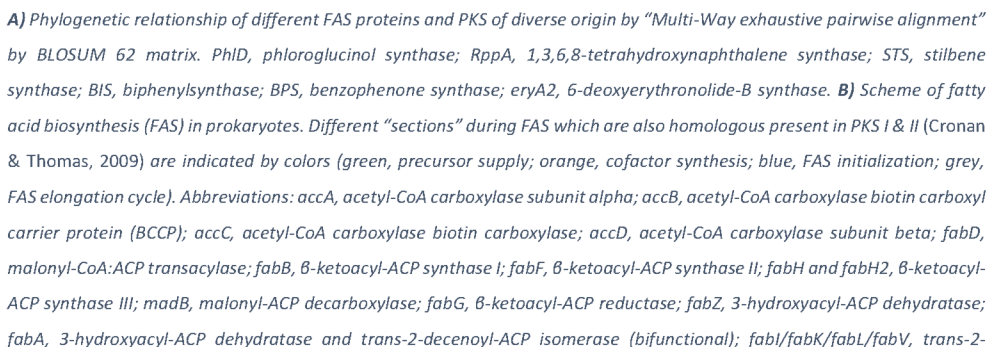 A) Phylogenetic relationship of different FAS proteins and PKS of diverse origin by “Multi-Way exhaustive pairwise alignment”
by BLOSUM 62 matrix. PhlD, phloroglucinol synthase; RppA, 1,3,6,8-tetrahydroxynaphthalene synthase; STS, stilbene
synthase; BIS, biphenylsynthase; BPS, benzophenone synthase; eryA2, 6-deoxyerythronolide-B synthase. B) Scheme of fatty
acid biosynthesis (FAS) in prokaryotes. Different “sections” during FAS which are also homologous present in PKS I & II (Cronan
& Thomas, 2009) are indicated by colors (green, precursor supply; orange, cofactor synthesis; blue, FAS initialization; grey,
FAS elongation cycle). Abbreviations: accA, acetyl-CoA carboxylase subunit alpha; accB, acetyl-CoA carboxylase biotin carboxyl
carrier protein (BCCP); accC, acetyl-CoA carboxylase biotin carboxylase; accD, acetyl-CoA carboxylase subunit beta; fabD,
malonyl-CoA:ACP transacylase; fabB, β-ketoacyl-ACP synthase I; fabF, β-ketoacyl-ACP synthase II; fabH and fabH2, β-ketoacyl-
ACP synthase III; madB, malonyl-ACP decarboxylase; fabG, β-ketoacyl-ACP reductase; fabZ, 3-hydroxyacyl-ACP dehydratase;
fabA, 3-hydroxyacyl-ACP dehydratase and trans-2-decenoyl-ACP isomerase (bifunctional); fabI/fabK/fabL/fabV, trans-2-